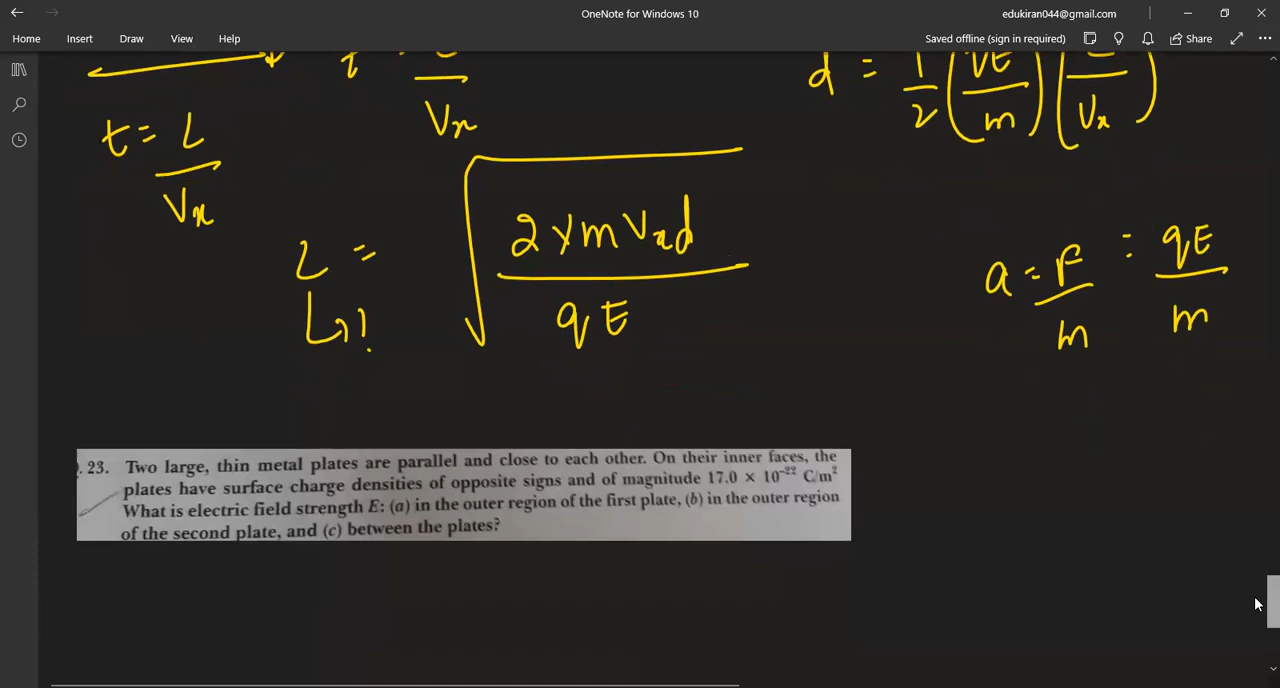 OneNote for Windows 10
edukiran044@gmail.com
Home Insert Draw View Help
Saved offline (sign in required) Share
t =
Vx
d = 1/2 (qE/m) ( /Vx)
t = L/Vx
L = √(2ymVxd/qE)
a = F/m = qE/m
L =?
. 23. Two large, thin metal plates are parallel and close to each other. On their inner faces, the
plates have surface charge densities of opposite signs and of magnitude 17.0 × 10⁻²² C/m²
What is electric field strength E: (a) in the outer region of the first plate, (b) in the outer region
of the second plate, and (c) between the plates?